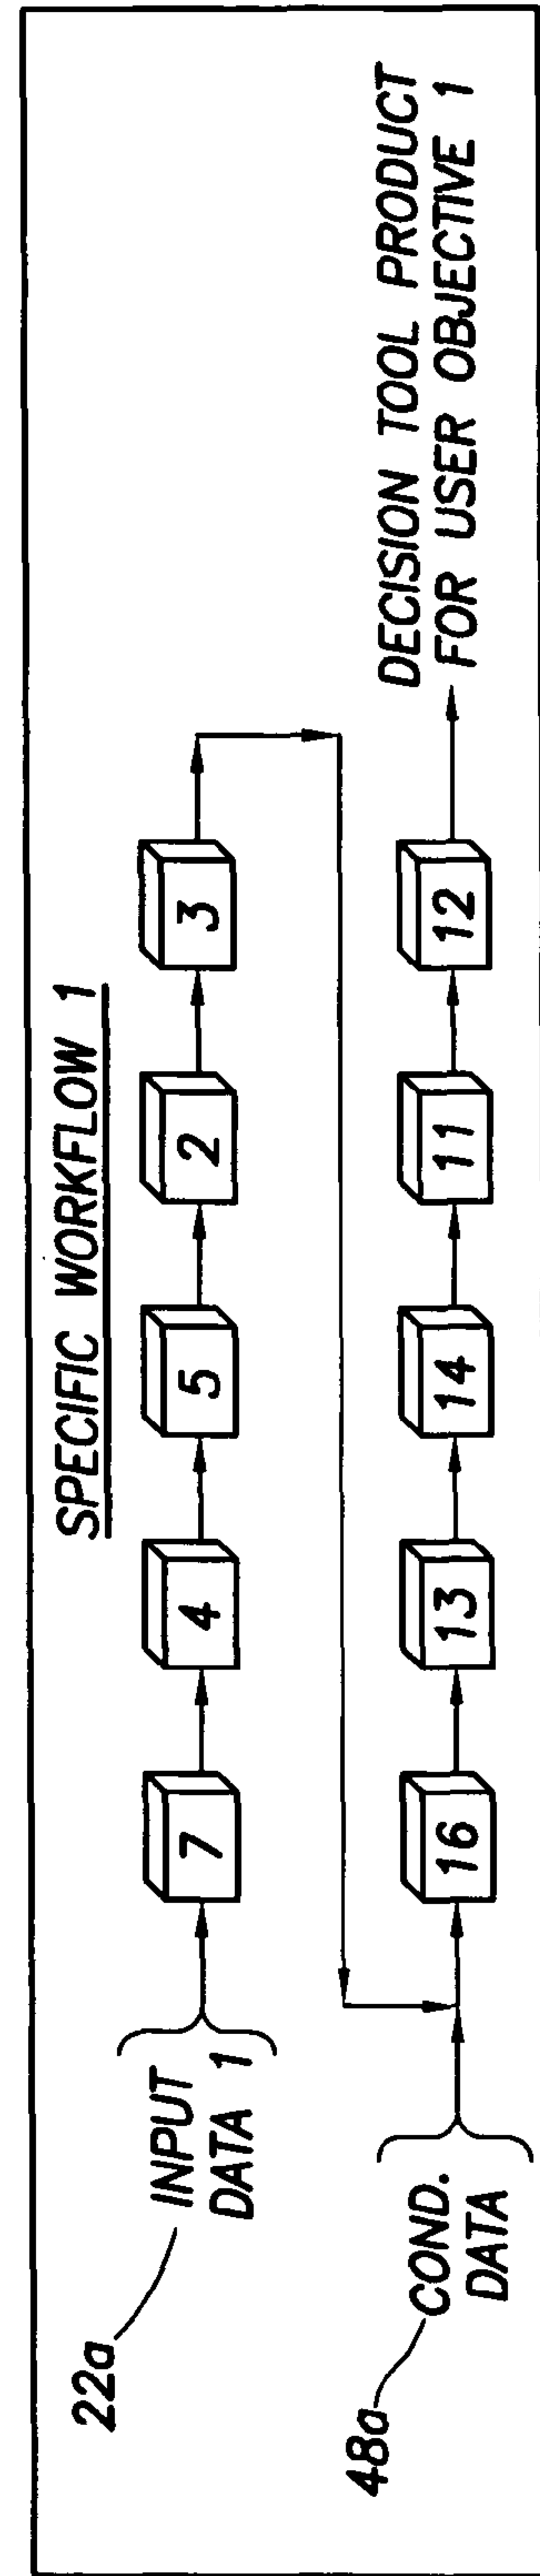 SPECIFIC WORKFLOW 1
22a
INPUT
DATA 1
7
4
5
2
3
48a
COND.
DATA
16
13
14
11
12
DECISION TOOL PRODUCT
FOR USER OBJECTIVE 1